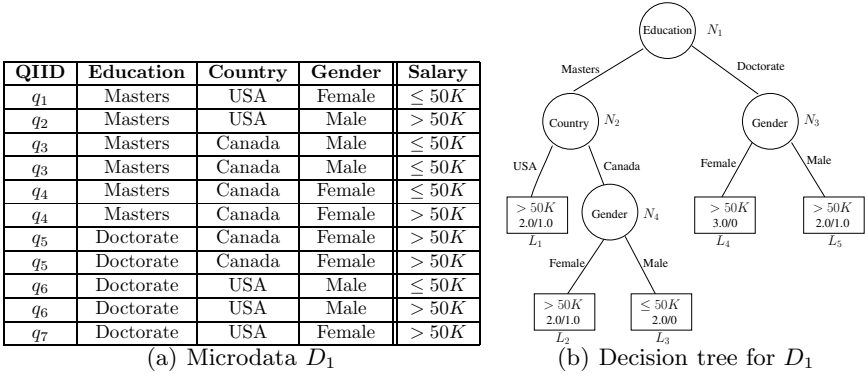 QIID Education Country Gender Salary
q1 Masters USA Female ≤ 50K
q2 Masters USA Male > 50K
q3 Masters Canada Male ≤ 50K
q3 Masters Canada Male ≤ 50K
q4 Masters Canada Female ≤ 50K
q4 Masters Canada Female > 50K
q5 Doctorate Canada Female > 50K
q5 Doctorate Canada Female > 50K
q6 Doctorate USA Male ≤ 50K
q6 Doctorate USA Male > 50K
q7 Doctorate USA Female > 50K
(a) Microdata D1
Education N1
Masters Doctorate
Country N2 Gender N3
USA Canada Female Male
> 50K
2.0/1.0
L1
Gender N4
> 50K
3.0/0
L4
> 50K
2.0/1.0
L5
Female Male
> 50K
2.0/1.0
L2
≤ 50K
2.0/0
L3
(b) Decision tree for D1